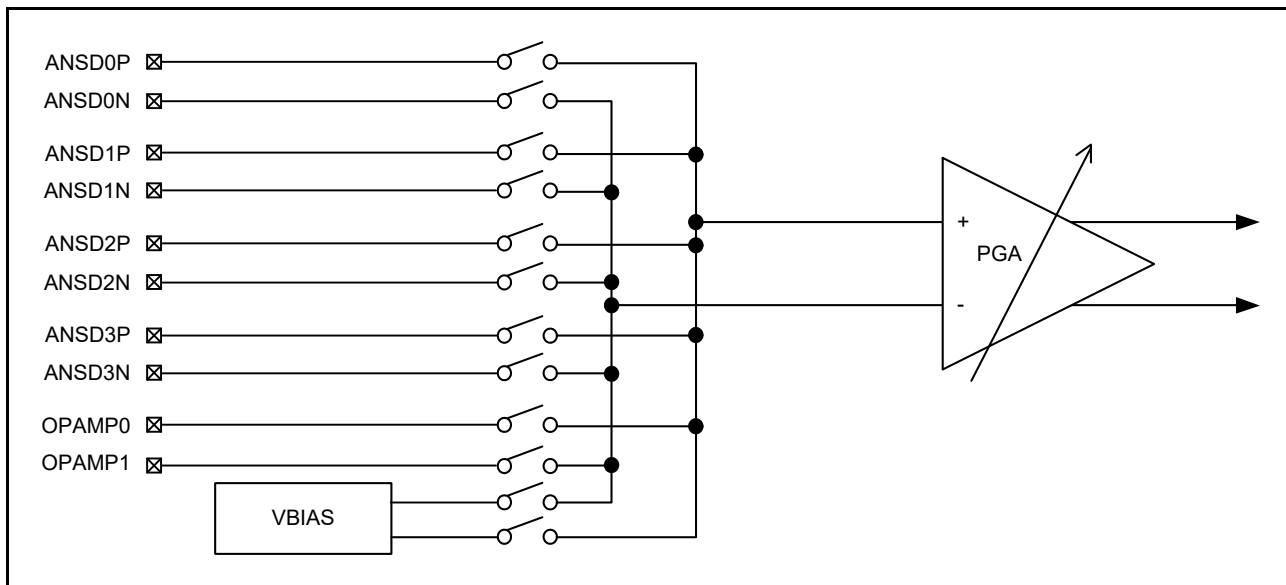 ANSD0P
ANSD0N
ANSD1P
ANSD1N
ANSD2P
ANSD2N
ANSD3P
ANSD3N
OPAMP0
OPAMP1
VBIAS
+
PGA
-